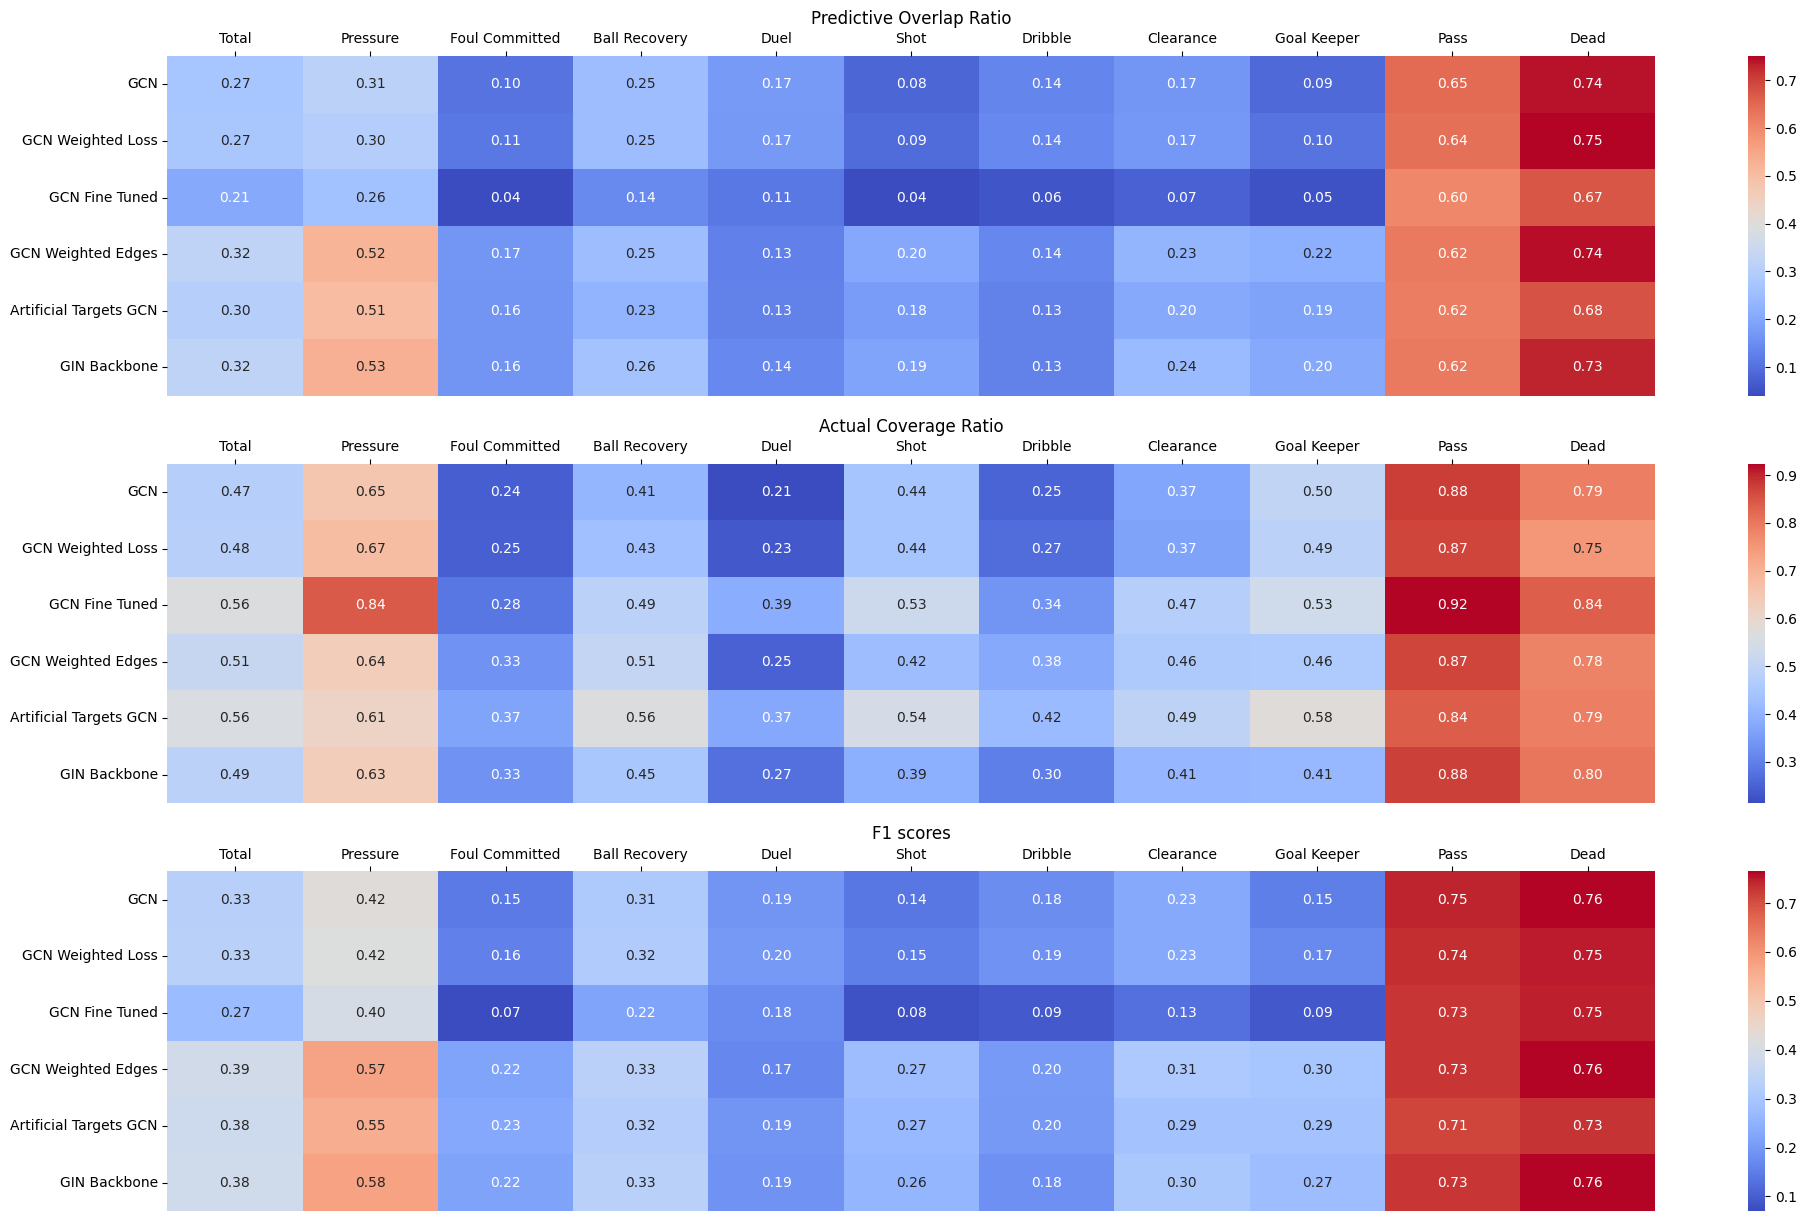 Predictive Overlap Ratio
Total Pressure Foul Committed Ball Recovery Duel Shot Dribble Clearance Goal Keeper Pass Dead
GCN 0.27 0.31 0.10 0.25 0.17 0.08 0.14 0.17 0.09 0.65 0.74
GCN Weighted Loss 0.27 0.30 0.11 0.25 0.17 0.09 0.14 0.17 0.10 0.64 0.75
GCN Fine Tuned 0.21 0.26 0.04 0.14 0.11 0.04 0.06 0.07 0.05 0.60 0.67
GCN Weighted Edges 0.32 0.52 0.17 0.25 0.13 0.20 0.14 0.23 0.22 0.62 0.74
Artificial Targets GCN 0.30 0.51 0.16 0.23 0.13 0.18 0.13 0.20 0.19 0.62 0.68
GIN Backbone 0.32 0.53 0.16 0.26 0.14 0.19 0.13 0.24 0.20 0.62 0.73
0.7
0.6
0.5
0.4
0.3
0.2
0.1
Actual Coverage Ratio
Total Pressure Foul Committed Ball Recovery Duel Shot Dribble Clearance Goal Keeper Pass Dead
GCN 0.47 0.65 0.24 0.41 0.21 0.44 0.25 0.37 0.50 0.88 0.79
GCN Weighted Loss 0.48 0.67 0.25 0.43 0.23 0.44 0.27 0.37 0.49 0.87 0.75
GCN Fine Tuned 0.56 0.84 0.28 0.49 0.39 0.53 0.34 0.47 0.53 0.92 0.84
GCN Weighted Edges 0.51 0.64 0.33 0.51 0.25 0.42 0.38 0.46 0.46 0.87 0.78
Artificial Targets GCN 0.56 0.61 0.37 0.56 0.37 0.54 0.42 0.49 0.58 0.84 0.79
GIN Backbone 0.49 0.63 0.33 0.45 0.27 0.39 0.30 0.41 0.41 0.88 0.80
0.9
0.8
0.7
0.6
0.5
0.4
0.3
F1 scores
Total Pressure Foul Committed Ball Recovery Duel Shot Dribble Clearance Goal Keeper Pass Dead
GCN 0.33 0.42 0.15 0.31 0.19 0.14 0.18 0.23 0.15 0.75 0.76
GCN Weighted Loss 0.33 0.42 0.16 0.32 0.20 0.15 0.19 0.23 0.17 0.74 0.75
GCN Fine Tuned 0.27 0.40 0.07 0.22 0.18 0.08 0.09 0.13 0.09 0.73 0.75
GCN Weighted Edges 0.39 0.57 0.22 0.33 0.17 0.27 0.20 0.31 0.30 0.73 0.76
Artificial Targets GCN 0.38 0.55 0.23 0.32 0.19 0.27 0.20 0.29 0.29 0.71 0.73
GIN Backbone 0.38 0.58 0.22 0.33 0.19 0.26 0.18 0.30 0.27 0.73 0.76
0.7
0.6
0.5
0.4
0.3
0.2
0.1